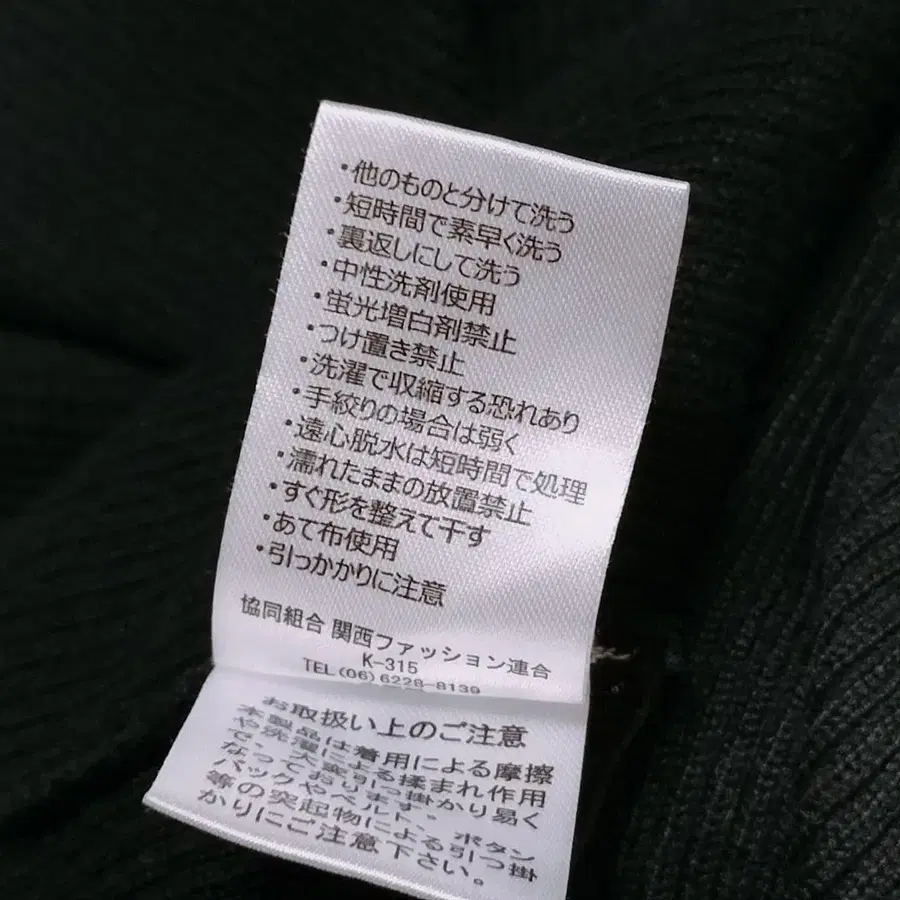 ・他のものと分けて洗う
・短時間で素早く洗う
・裏返しにして洗う
・中性洗剤使用
・蛍光増白剤禁止
・つけ置き禁止
・洗濯で収縮する恐れあり
・手絞りの場合は弱く
・遠心脱水は短時間で処理
・濡れたままの放置禁止
・すぐ形を整えて干す
・あて布使用
・引っかかりに注意
協同組合 関西ファッション連合
K-315
TEL(06)6228-8139
お取扱い上のご注意
本製品は着用による摩擦
や洗濯による揉まれ作用
で、大変引っ掛かり易く
なっております。
バックやベルト、ボタン
等の突起物による引っ掛
かりにご注意下さい。